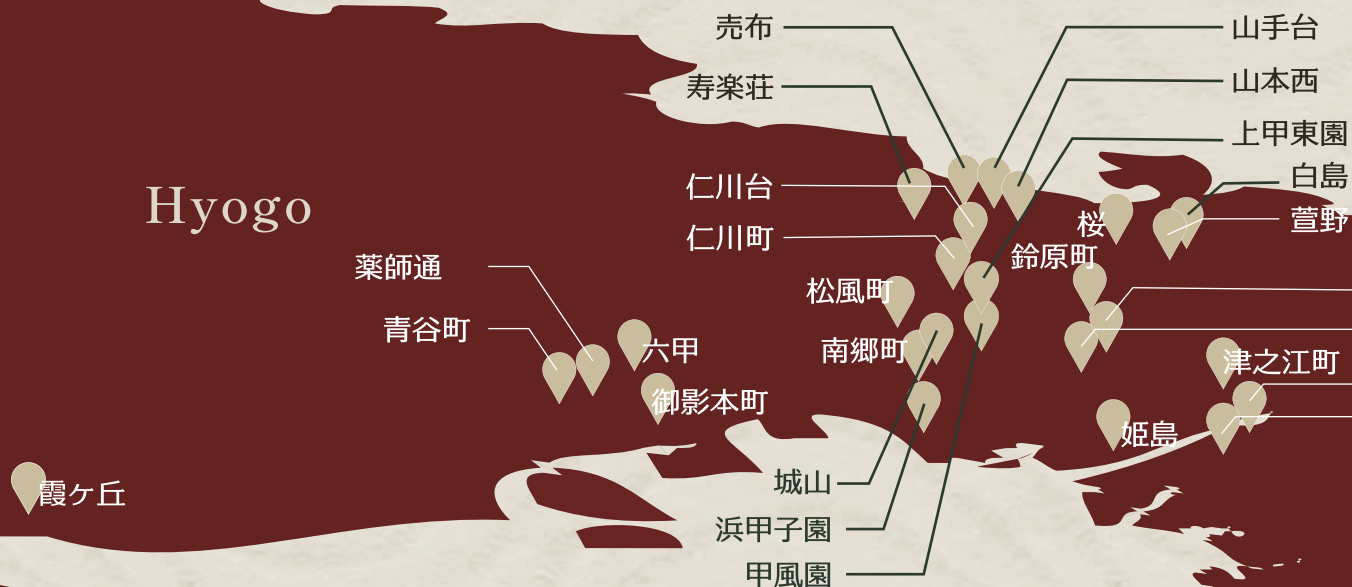 売布
山手台
寿楽荘
山本西
上甲東園
白島
仁川台
Hyogo
桜
萱野
仁川町
鈴原町
薬師通
松風町
青谷町
六甲
南郷町
津之江町
御影本町
姫島
城山
霞ヶ丘
浜甲子園
甲風園